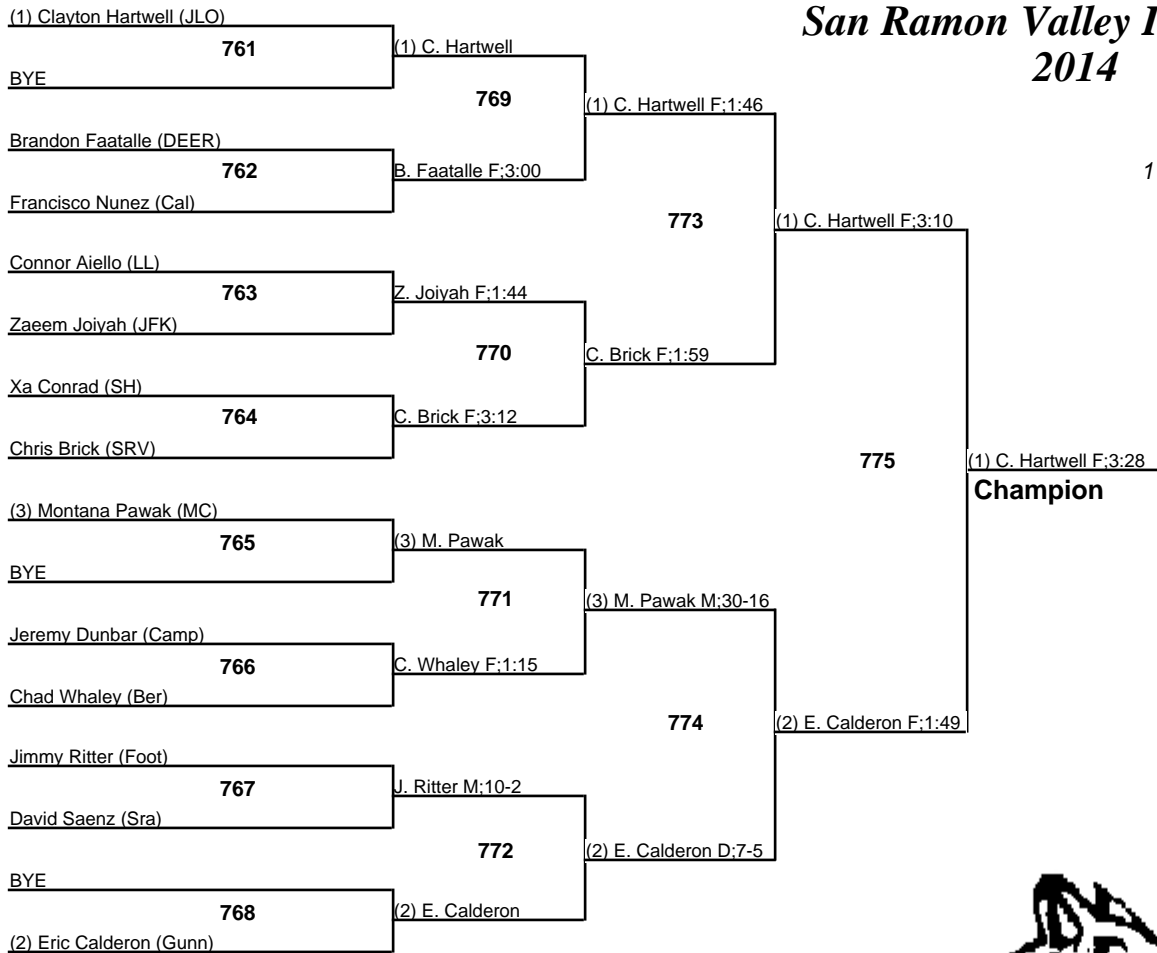 San Ramon Valley I
2014
1
(1) Clayton Hartwell (JLO)
761
BYE
Brandon Faatalle (DEER)
762
Francisco Nunez (Cal)
Connor Aiello (LL)
763
Zaeem Joiyah (JFK)
Xa Conrad (SH)
764
Chris Brick (SRV)
(3) Montana Pawak (MC)
765
BYE
Jeremy Dunbar (Camp)
766
Chad Whaley (Ber)
Jimmy Ritter (Foot)
767
David Saenz (Sra)
BYE
768
(2) Eric Calderon (Gunn)
(1) C. Hartwell
769
B. Faatalle F;3:00
Z. Joiyah F;1:44
770
C. Brick F;3:12
(3) M. Pawak
771
C. Whaley F;1:15
J. Ritter M;10-2
772
(2) E. Calderon
(1) C. Hartwell F;1:46
773
C. Brick F;1:59
(3) M. Pawak M;30-16
774
(2) E. Calderon D;7-5
(1) C. Hartwell F;3:10
775
(2) E. Calderon F;1:49
(1) C. Hartwell F;3:28
Champion